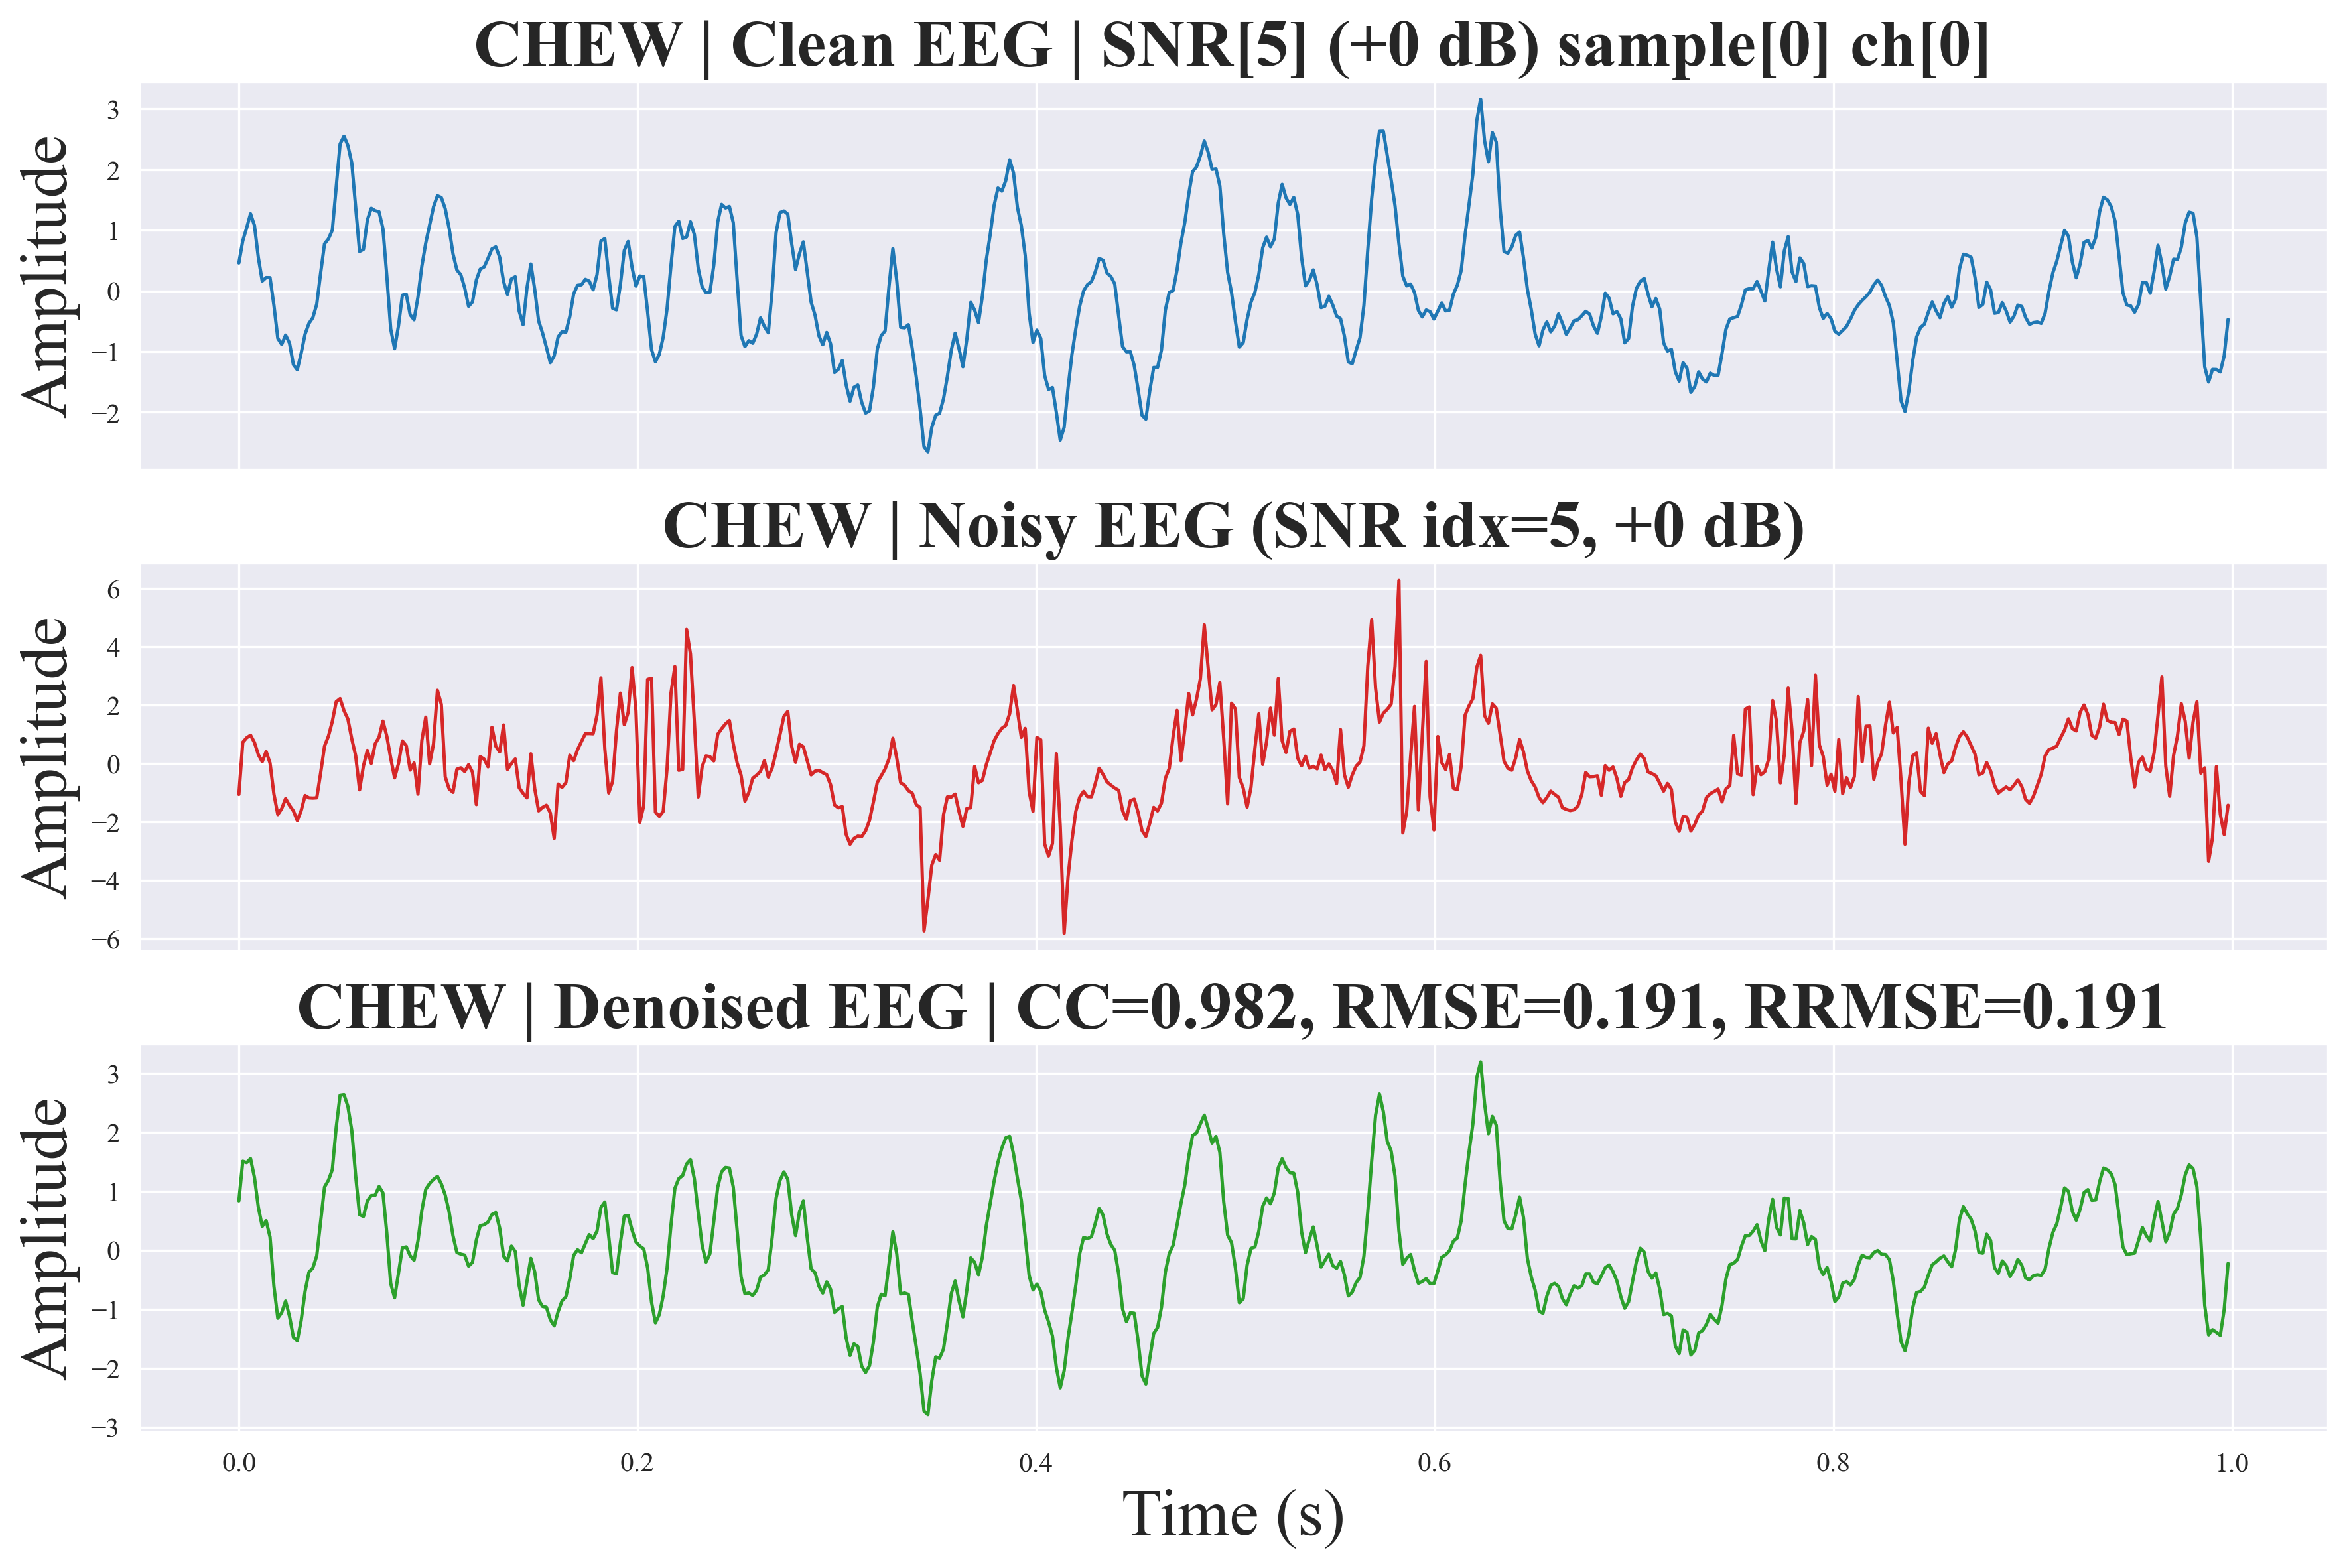 CHEW | Clean EEG | SNR[5] (+0 dB) sample[0] ch[0]
Amplitude
3
2
1
0
−1
−2
CHEW | Noisy EEG (SNR idx=5, +0 dB)
Amplitude
6
4
2
0
−2
−4
−6
CHEW | Denoised EEG | CC=0.982, RMSE=0.191, RRMSE=0.191
Amplitude
3
2
1
0
−1
−2
−3
0.0 0.2 0.4 0.6 0.8 1.0
Time (s)